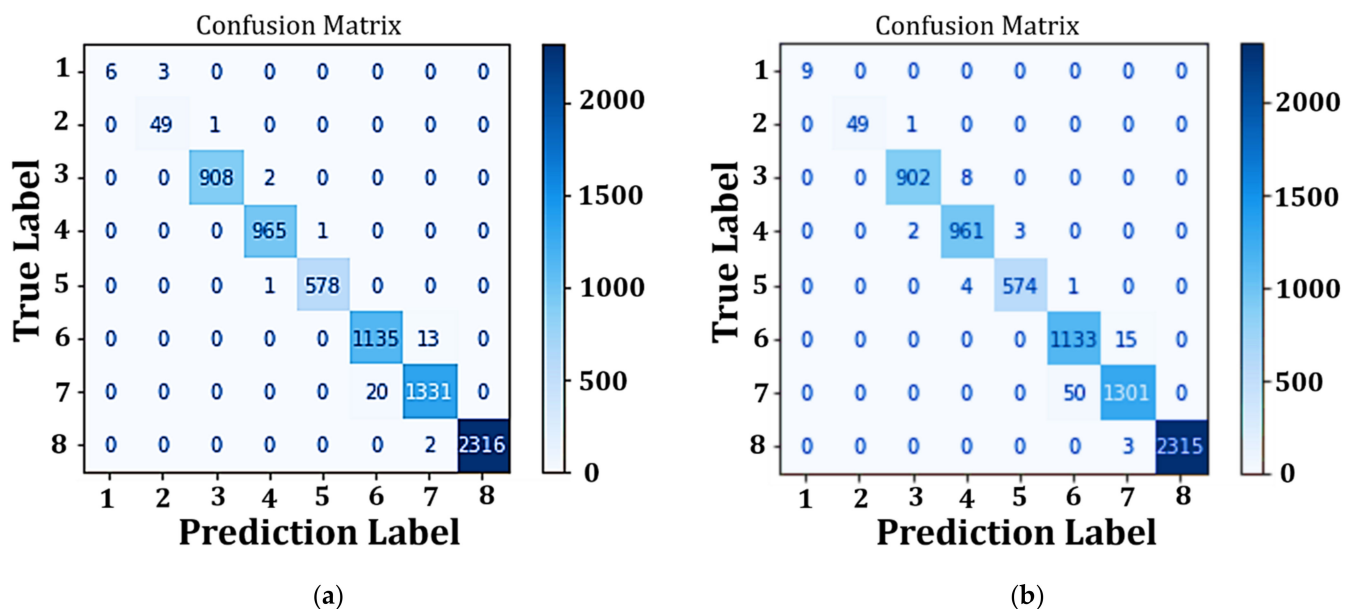 Confusion Matrix
1 6 3 0 0 0 0 0 0
2 0 49 1 0 0 0 0 0
3 0 0 908 2 0 0 0 0
4 0 0 0 965 1 0 0 0
5 0 0 0 1 578 0 0 0
6 0 0 0 0 0 1135 13 0
7 0 0 0 0 0 20 1331 0
8 0 0 0 0 0 0 2 2316
1 2 3 4 5 6 7 8
True Label
Prediction Label
2000
1500
1000
500
0
(a)
Confusion Matrix
1 9 0 0 0 0 0 0 0
2 0 49 1 0 0 0 0 0
3 0 0 902 8 0 0 0 0
4 0 0 2 961 3 0 0 0
5 0 0 0 4 574 1 0 0
6 0 0 0 0 0 1133 15 0
7 0 0 0 0 0 50 1301 0
8 0 0 0 0 0 0 3 2315
1 2 3 4 5 6 7 8
True Label
Prediction Label
2000
1500
1000
500
0
(b)